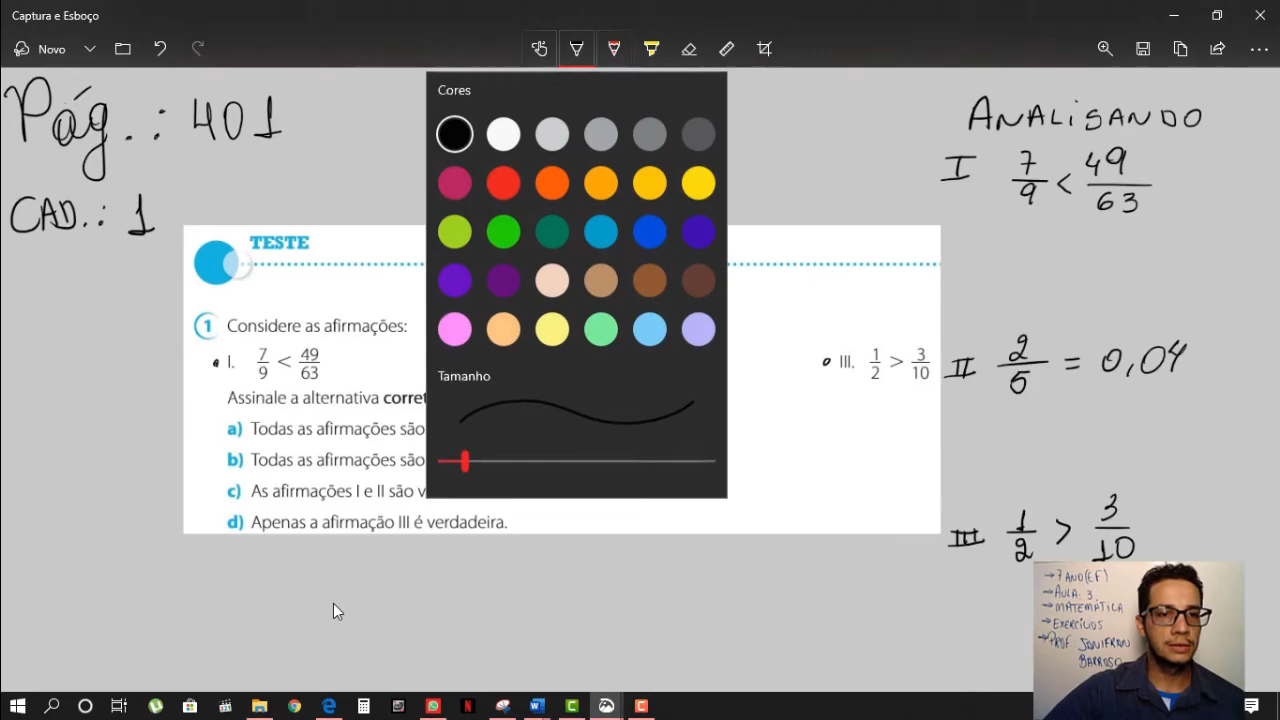 Captura e Esboço
Novo
Pág.: 401
CAD.: 1
Cores
Tamanho
TESTE
1 Considere as afirmações:
I. 7/9 < 49/63
III. 1/2 > 3/10
Assinale a alternativa
a) Todas as afirmações são
b) Todas as afirmações são
c) As afirmações I e II são v
d) Apenas a afirmação III é verdadeira.
ANALISANDO
I 7/9 < 49/63
II 2/5 = 0,04
III 1/2 > 3/10
→ 7 ANO (EF)
→ AULA 3
→ MATEMÁTICA
→ EXERCÍCIOS
→ PROF. JONIFRAN
BARROSO